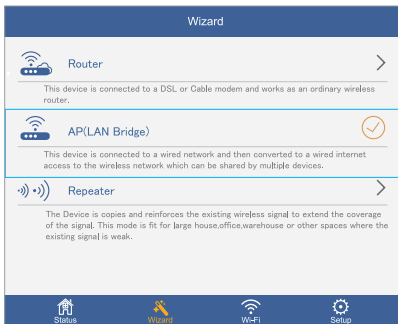 Wizard
Router
This device is connected to a DSL or Cable modem and works as an ordinary wireless
router.
AP(LAN Bridge)
This device is connected to a wired network and then converted to a wired internet
access to the wireless network which can be shared by multiple devices.
Repeater
The Device is copies and reinforces the existing wireless signal to extend the coverage
of the signal. This mode is fit for large house,office,warehouse or other spaces where the
existing signal is weak.
Status
Wizard
Wi-Fi
Setup